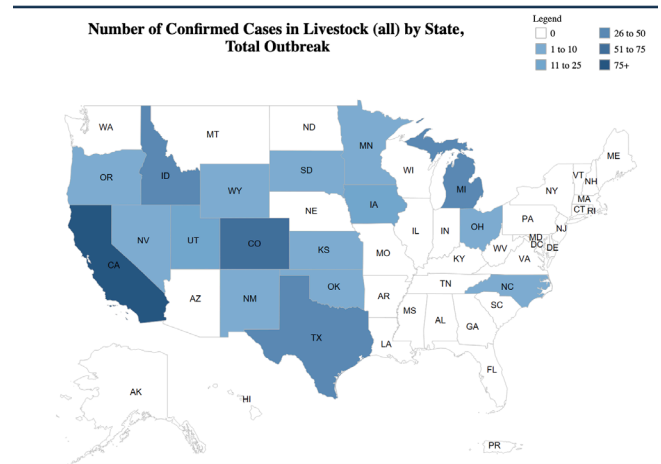 Number of Confirmed Cases in Livestock (all) by State,
Total Outbreak
Legend
0
1 to 10
11 to 25
26 to 50
51 to 75
75+
WA
MT
ND
MN
ME
OR
ID
WY
SD
WI
MI
VT
NH
NY
MA
CT
RI
NV
UT
CO
NE
IA
IL
IN
OH
PA
NJ
MD
DC
DE
WV
VA
CA
KS
MO
KY
AZ
NM
OK
AR
TN
NC
SC
TX
LA
MS
AL
GA
FL
AK
HI
PR